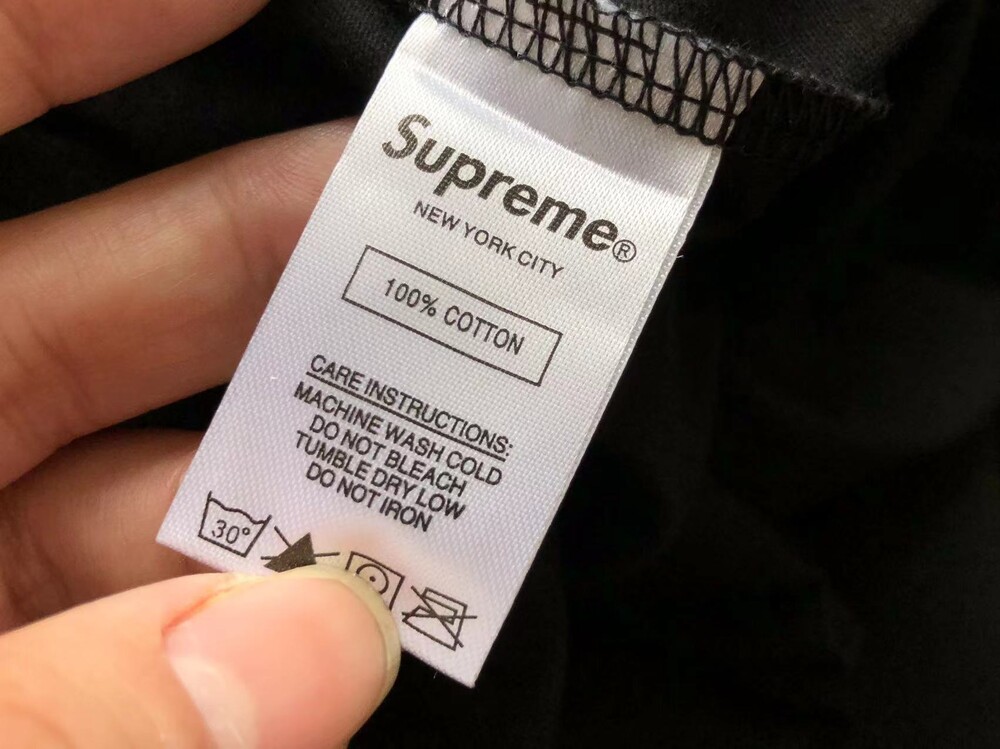 Supreme®
NEW YORK CITY
100% COTTON
CARE INSTRUCTIONS:
MACHINE WASH COLD
DO NOT BLEACH
TUMBLE DRY LOW
DO NOT IRON
30°